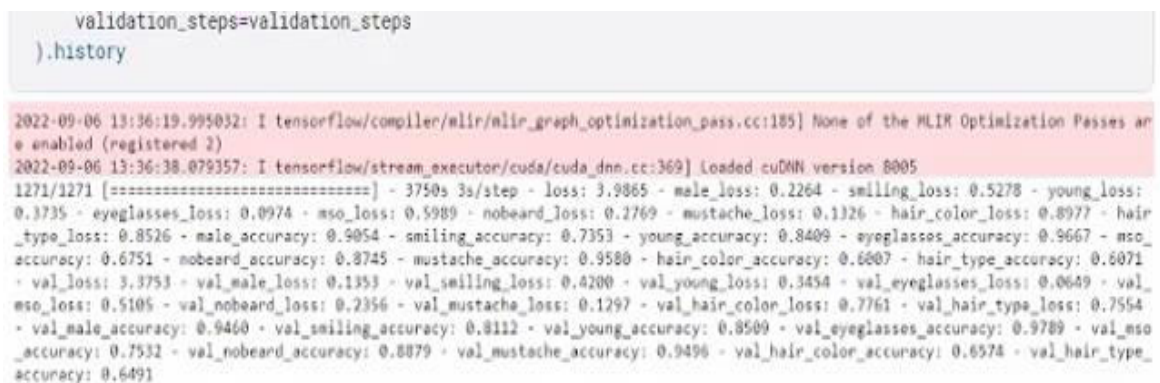 validation_steps=validation_steps
).history
2022-09-06 13:36:19.995032: I tensorflow/compiler/mlir/mlir_graph_optimization_pass.cc:185] None of the MLIR Optimization Passes ar
e enabled (registered 2)
2022-09-06 13:36:38.079357: I tensorflow/stream_executor/cuda/cuda_dnn.cc:369] Loaded cuDNN version 8005
1271/1271 [==============================] - 3750s 3s/step - loss: 3.9865 - male_loss: 0.2264 - smiling_loss: 0.5278 - young_loss:
0.3735 - eyeglasses_loss: 0.0974 - mso_loss: 0.5989 - nobeard_loss: 0.2769 - mustache_loss: 0.1326 - hair_color_loss: 0.8977 - hair
_type_loss: 0.8526 - male_accuracy: 0.9054 - smiling_accuracy: 0.7353 - young_accuracy: 0.8409 - eyeglasses_accuracy: 0.9667 - mso_
accuracy: 0.6751 - nobeard_accuracy: 0.8745 - mustache_accuracy: 0.9580 - hair_color_accuracy: 0.6007 - hair_type_accuracy: 0.6071
- val_loss: 3.3753 - val_male_loss: 0.1353 - val_smiling_loss: 0.4200 - val_young_loss: 0.3454 - val_eyeglasses_loss: 0.0649 - val_
mso_loss: 0.5105 - val_nobeard_loss: 0.2356 - val_mustache_loss: 0.1297 - val_hair_color_loss: 0.7761 - val_hair_type_loss: 0.7554
- val_male_accuracy: 0.9460 - val_smiling_accuracy: 0.8112 - val_young_accuracy: 0.8509 - val_eyeglasses_accuracy: 0.9789 - val_mso
_accuracy: 0.7532 - val_nobeard_accuracy: 0.8879 - val_mustache_accuracy: 0.9496 - val_hair_color_accuracy: 0.6574 - val_hair_type_
accuracy: 0.6491